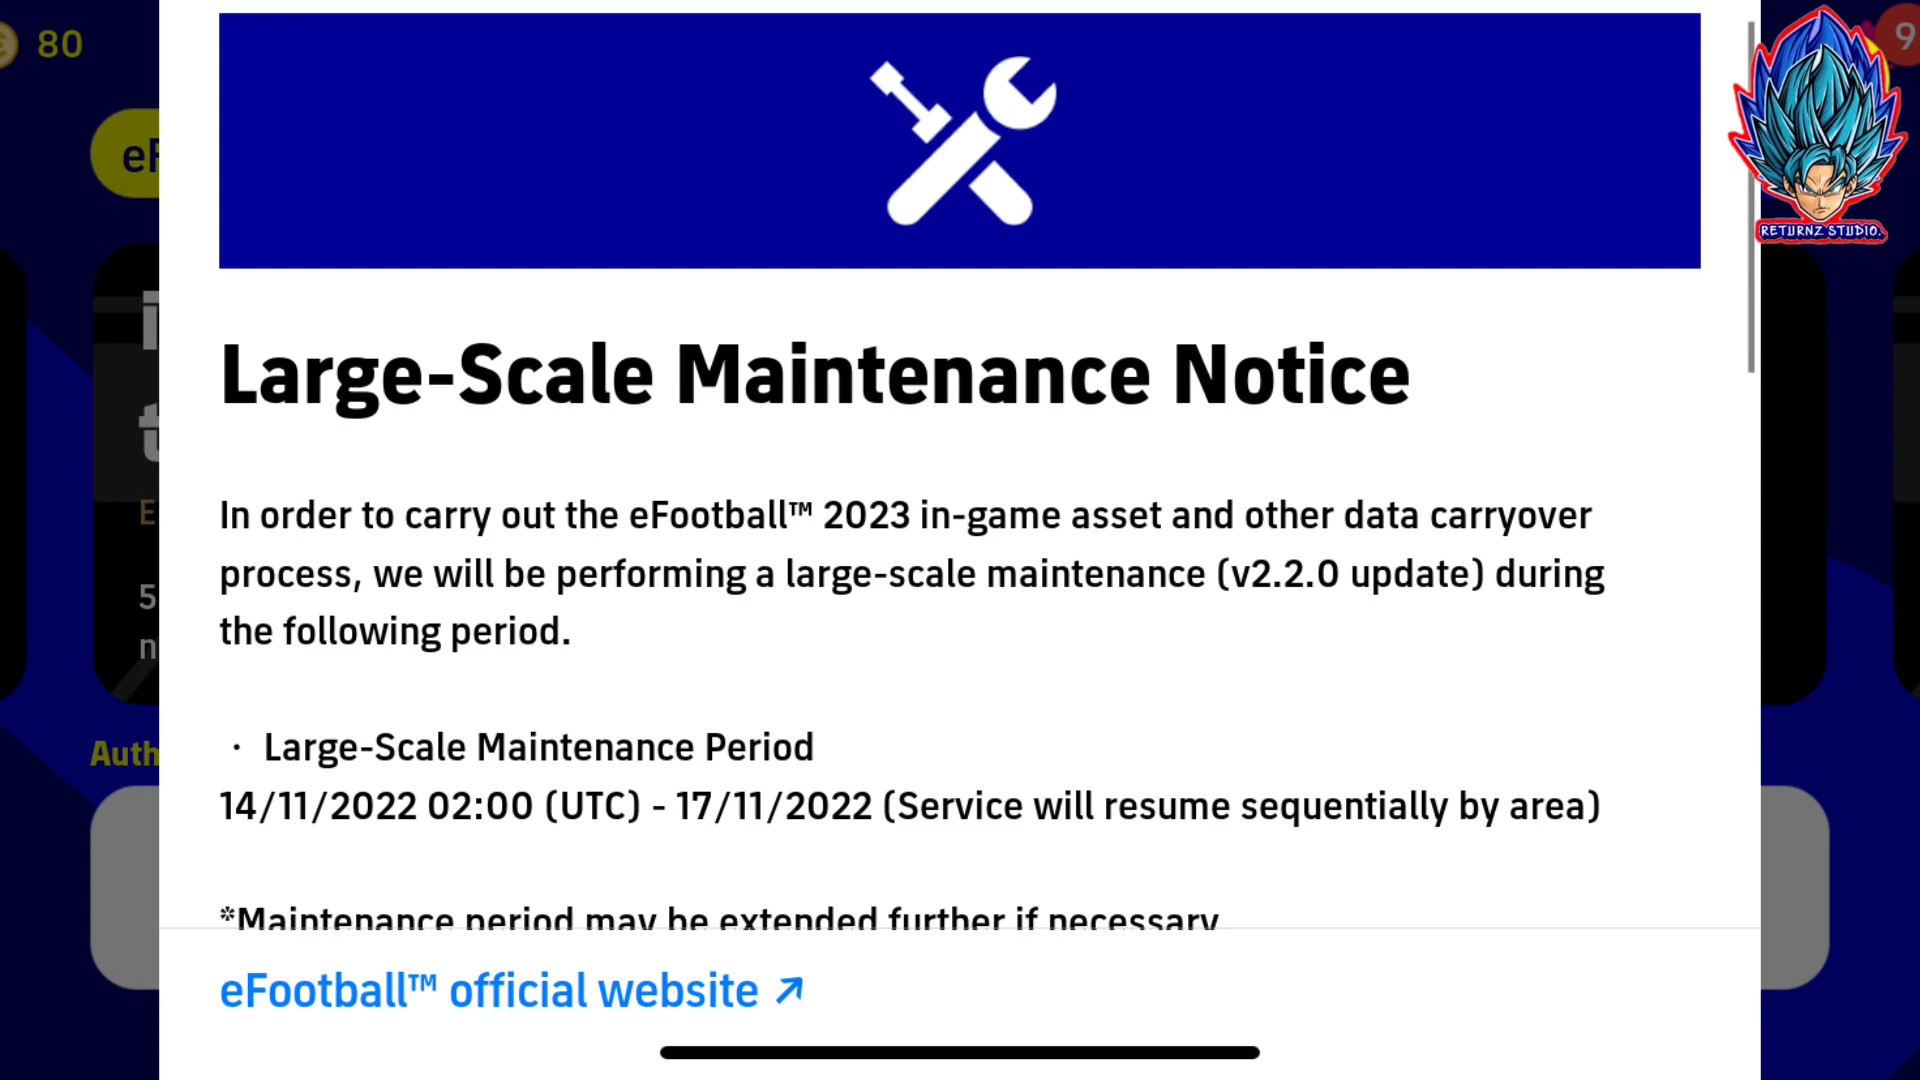 80
9
eF
RETURNZ STUDIO.
Large-Scale Maintenance Notice
In order to carry out the eFootball™ 2023 in-game asset and other data carryover
process, we will be performing a large-scale maintenance (v2.2.0 update) during
the following period.
· Large-Scale Maintenance Period
14/11/2022 02:00 (UTC) - 17/11/2022 (Service will resume sequentially by area)
*Maintenance period may be extended further if necessary
Auth
eFootball™ official website ↗